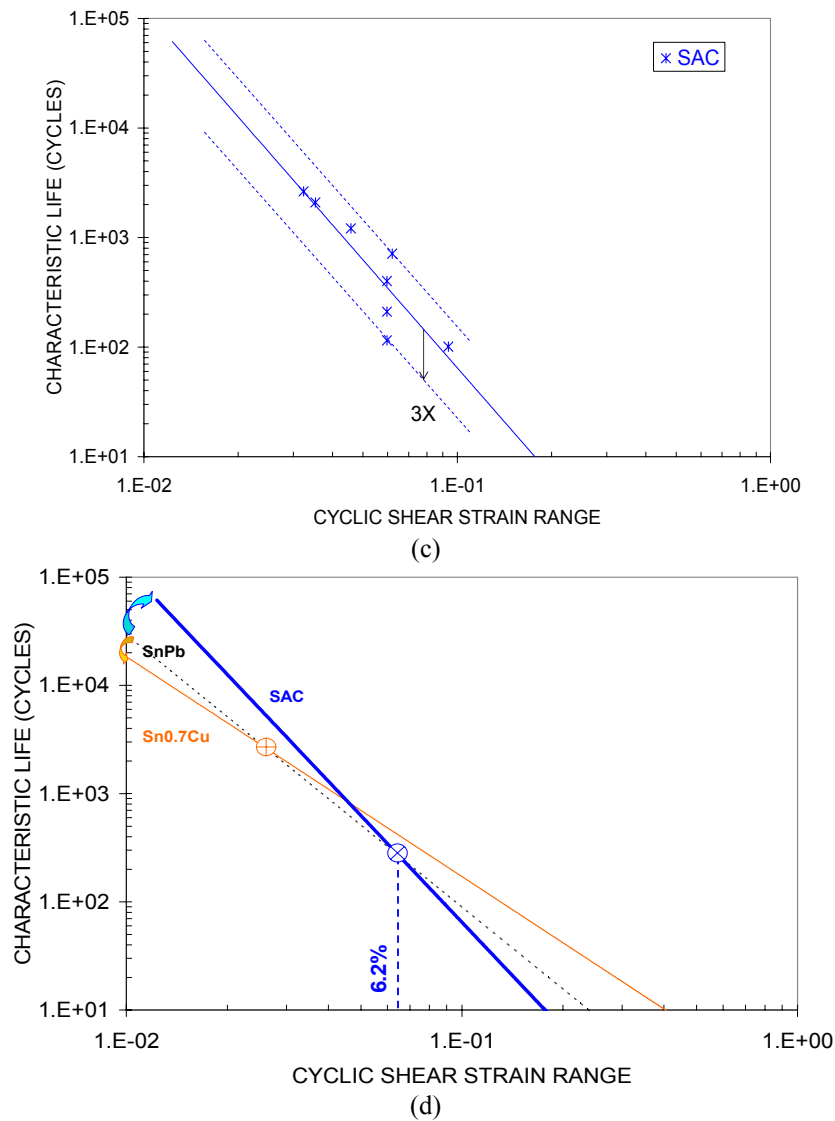 1.E+05
SAC
1.E+04
1.E+03
1.E+02
3X
1.E+01
1.E-02 1.E-01 1.E+00
CHARACTERISTIC LIFE (CYCLES)
CYCLIC SHEAR STRAIN RANGE
(c)
1.E+05
SnPb
SAC
1.E+04
Sn0.7Cu
1.E+03
1.E+02
6.2%
1.E+01
1.E-02 1.E-01 1.E+00
CHARACTERISTIC LIFE (CYCLES)
CYCLIC SHEAR STRAIN RANGE
(d)